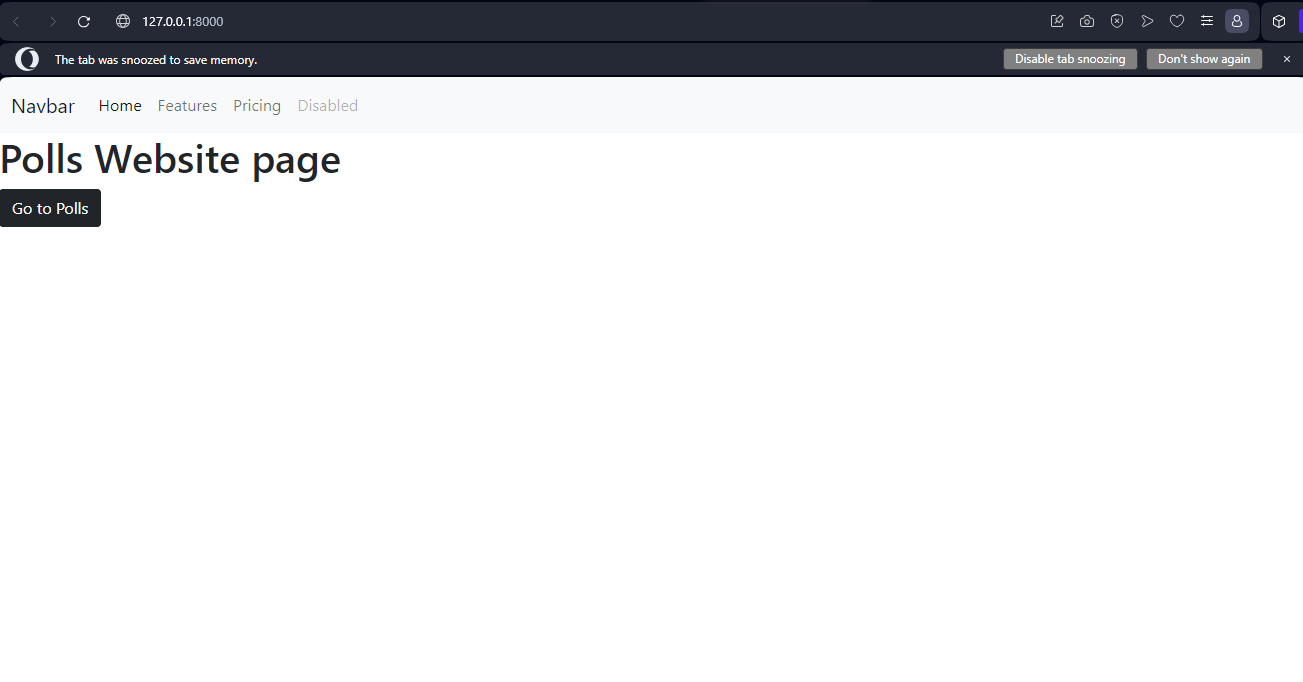 127.0.0.1:8000
The tab was snoozed to save memory. Disable tab snoozing Don't show again
Navbar Home Features Pricing Disabled
Polls Website page
Go to Polls